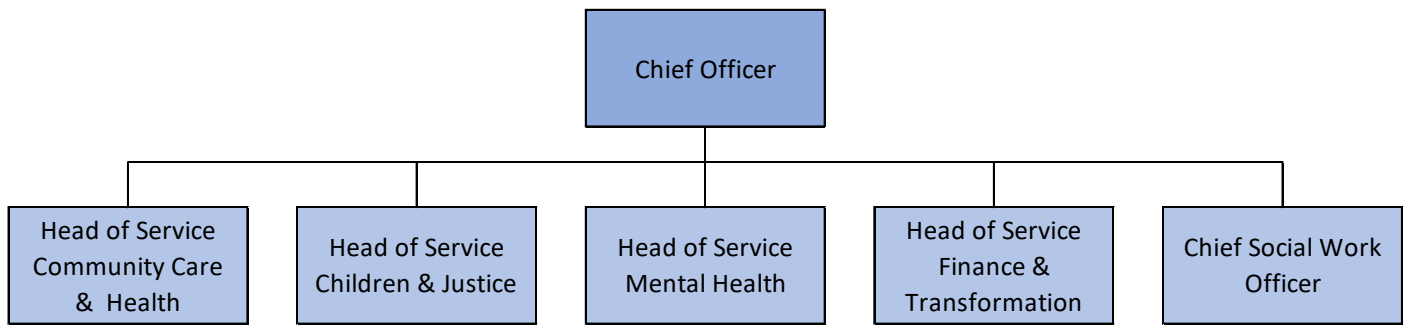 Chief Officer
Head of Service
Community Care
& Health
Head of Service
Children & Justice
Head of Service
Mental Health
Head of Service
Finance &
Transformation
Chief Social Work
Officer